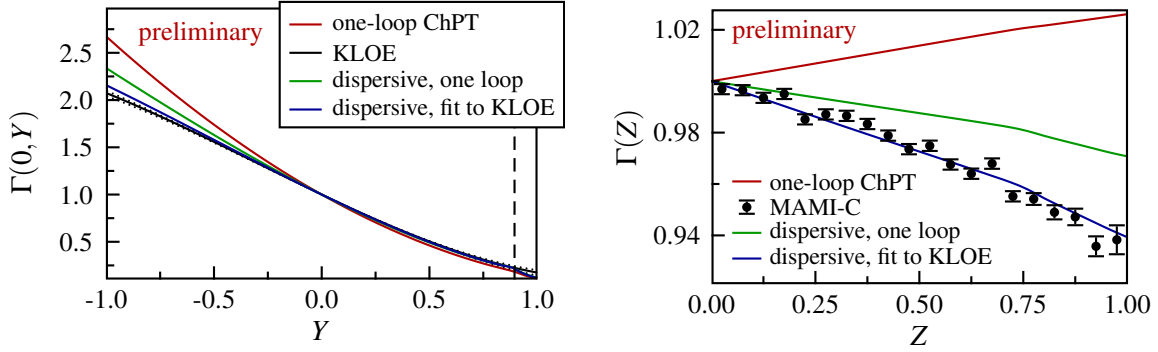 preliminary
one-loop ChPT
KLOE
dispersive, one loop
dispersive, fit to KLOE
Γ((0,Y)
2.5
2.0
1.5
1.0
0.5
-1.0
-0.5
0.0
0.5
1.0
Y
preliminary
Γ(Z)
1.02
0.98
0.94
one-loop ChPT
MAMI-C
dispersive, one loop
dispersive, fit to KLOE
0.00
0.25
0.50
0.75
1.00
Z